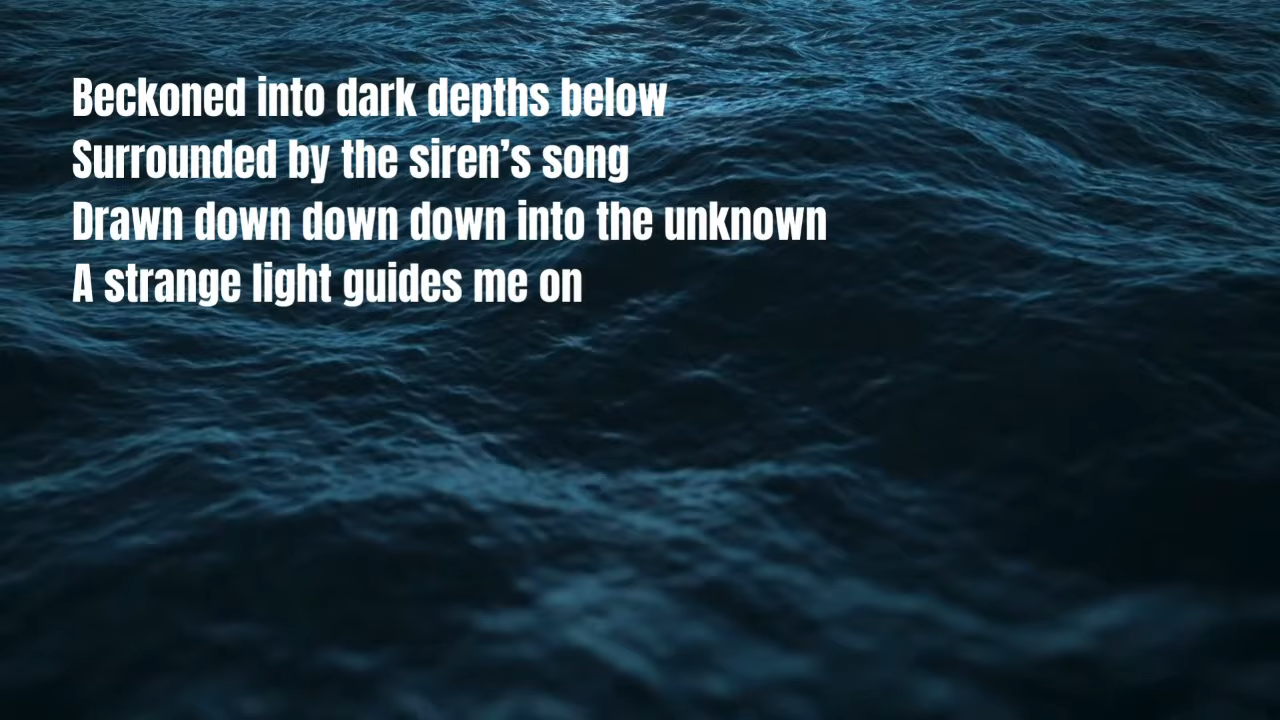 Beckoned into dark depths below
Surrounded by the siren’s song
Drawn down down down into the unknown
A strange light guides me on